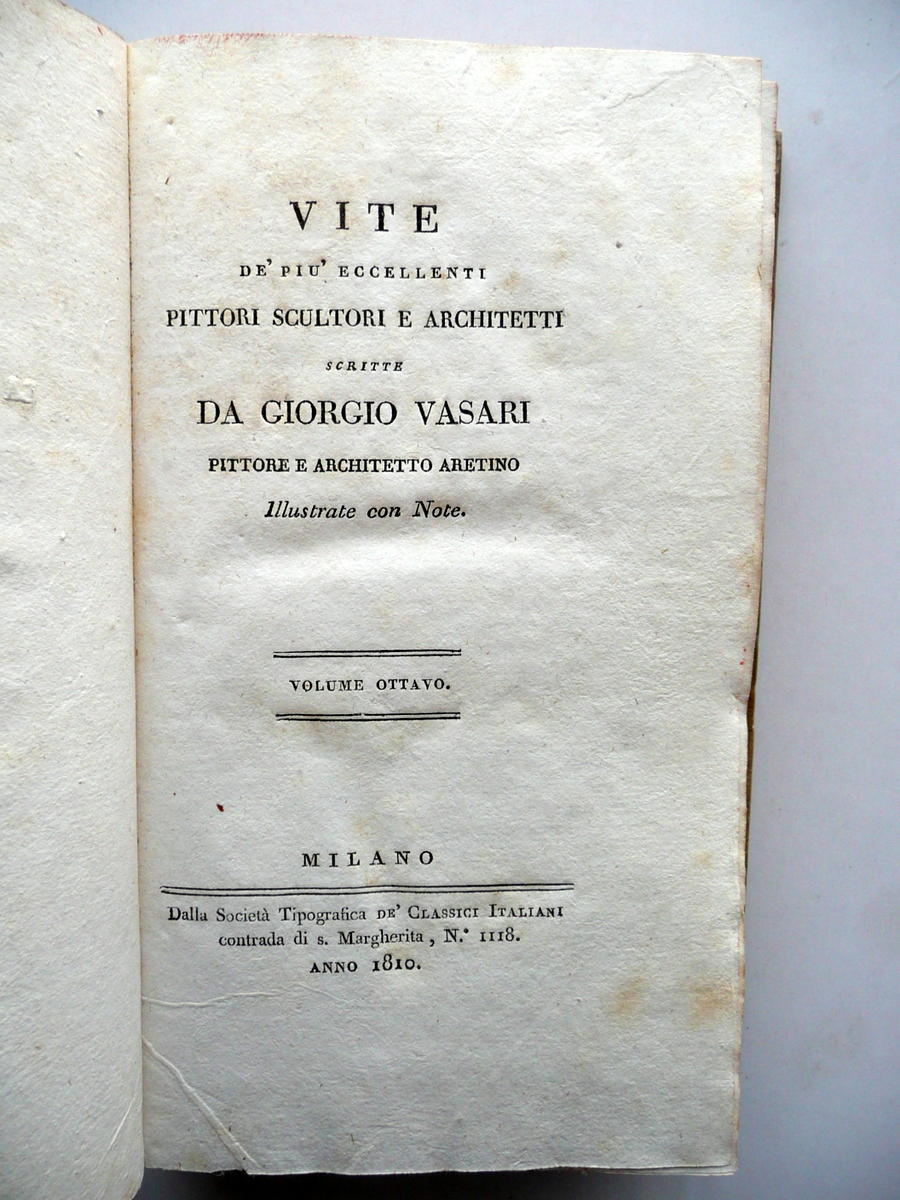 VITE
DE' PIU' ECCELLENTI
PITTORI SCULTORI E ARCHITETTI
SCRITTE
DA GIORGIO VASARI
PITTORE E ARCHITETTO ARETINO
Illustrate con Note.
VOLUME OTTAVO.
MILANO
Dalla Società Tipografica DE' CLASSICI ITALIANI
contrada di s. Margherita, N.° 1118.
ANNO 1810.